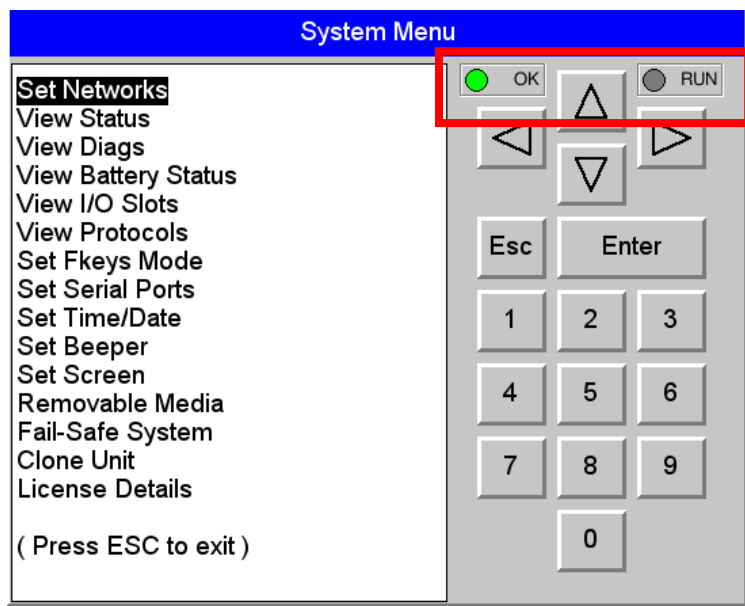 System Menu
Set Networks
View Status
View Diags
View Battery Status
View I/O Slots
View Protocols
Set Fkeys Mode
Set Serial Ports
Set Time/Date
Set Beeper
Set Screen
Removable Media
Fail-Safe System
Clone Unit
License Details
( Press ESC to exit )
OK RUN
Esc Enter
1 2 3
4 5 6
7 8 9
0